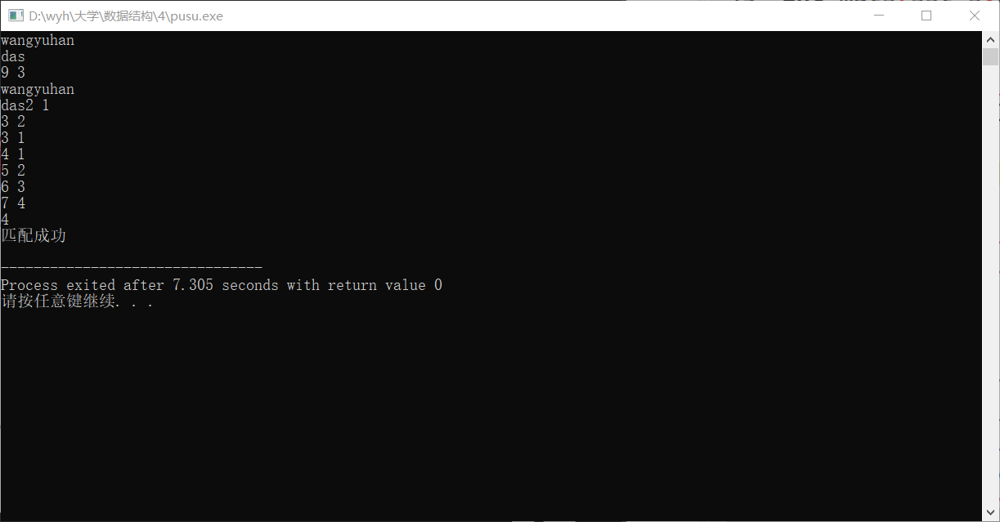 D:\wyh\大学\数据结构\4\pusu.exe
wangyuhan
das
9 3
wangyuhan
das2 1
3 2
3 1
4 1
5 2
6 3
7 4
4
匹配成功
--------------------------------
Process exited after 7.305 seconds with return value 0
请按任意键继续. . .